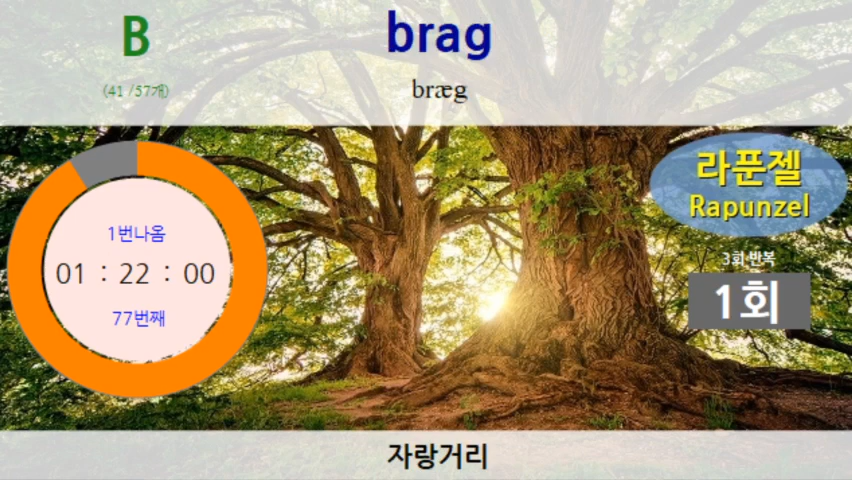 B
brag
(41 /57개)
bræg
라푼젤
Rapunzel
1번나옴
01 : 22 : 00
77번째
3회 반복
1회
자랑거리